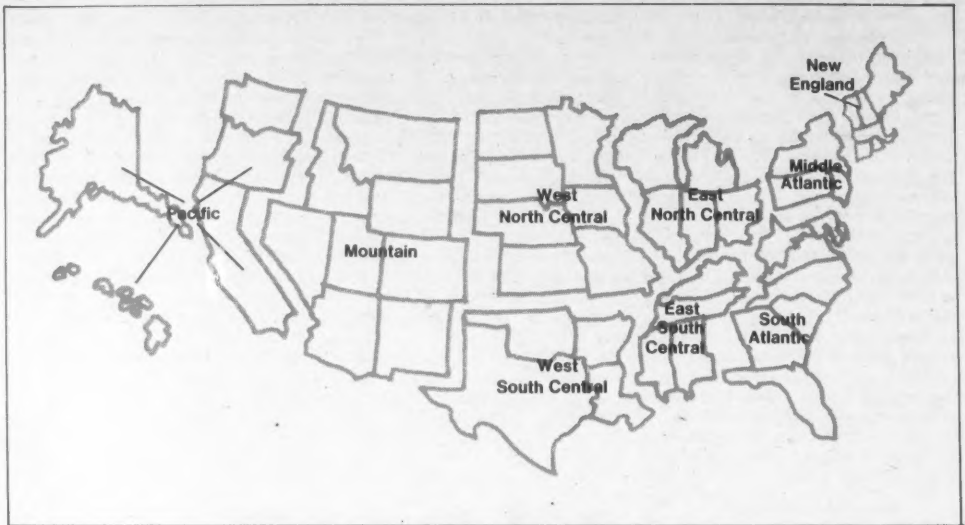 New
England
Middle
Atlantic
West
North Central
East
North Central
Pacific
Mountain
East
South
Central
South
Atlantic
West
South Central